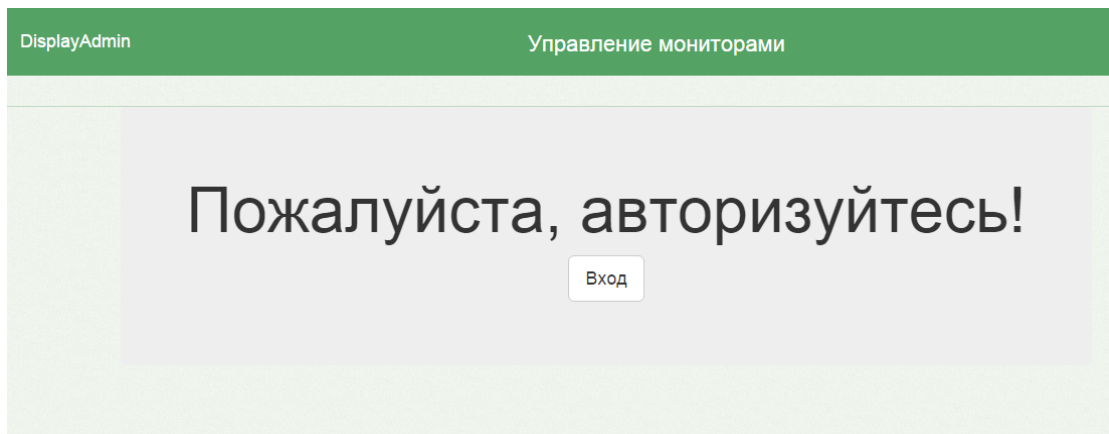 DisplayAdmin
Управление мониторами
Пожалуйста, авторизуйтесь!
Вход